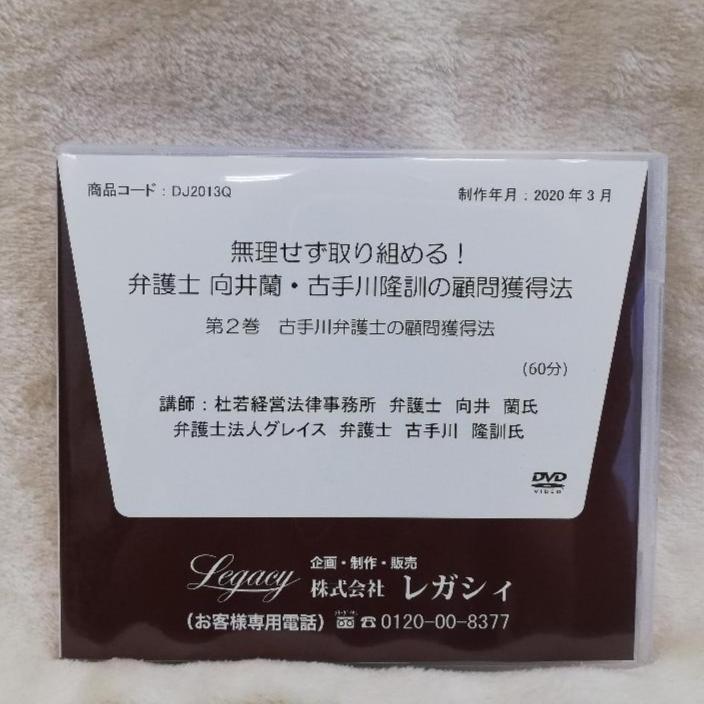 商品コード：DJ2013Q
制作年月：2020年3月
無理せず取り組める！
弁護士 向井蘭・古手川隆訓の顧問獲得法
第2巻　古手川弁護士の顧問獲得法
（60分）
講師：杜若経営法律事務所　弁護士　向井　蘭氏
弁護士法人グレイス　弁護士　古手川　隆訓氏
DVD
VIDEO
Legacy
企画・制作・販売
株式会社 レガシィ
（お客様専用電話） ☎0120-00-8377